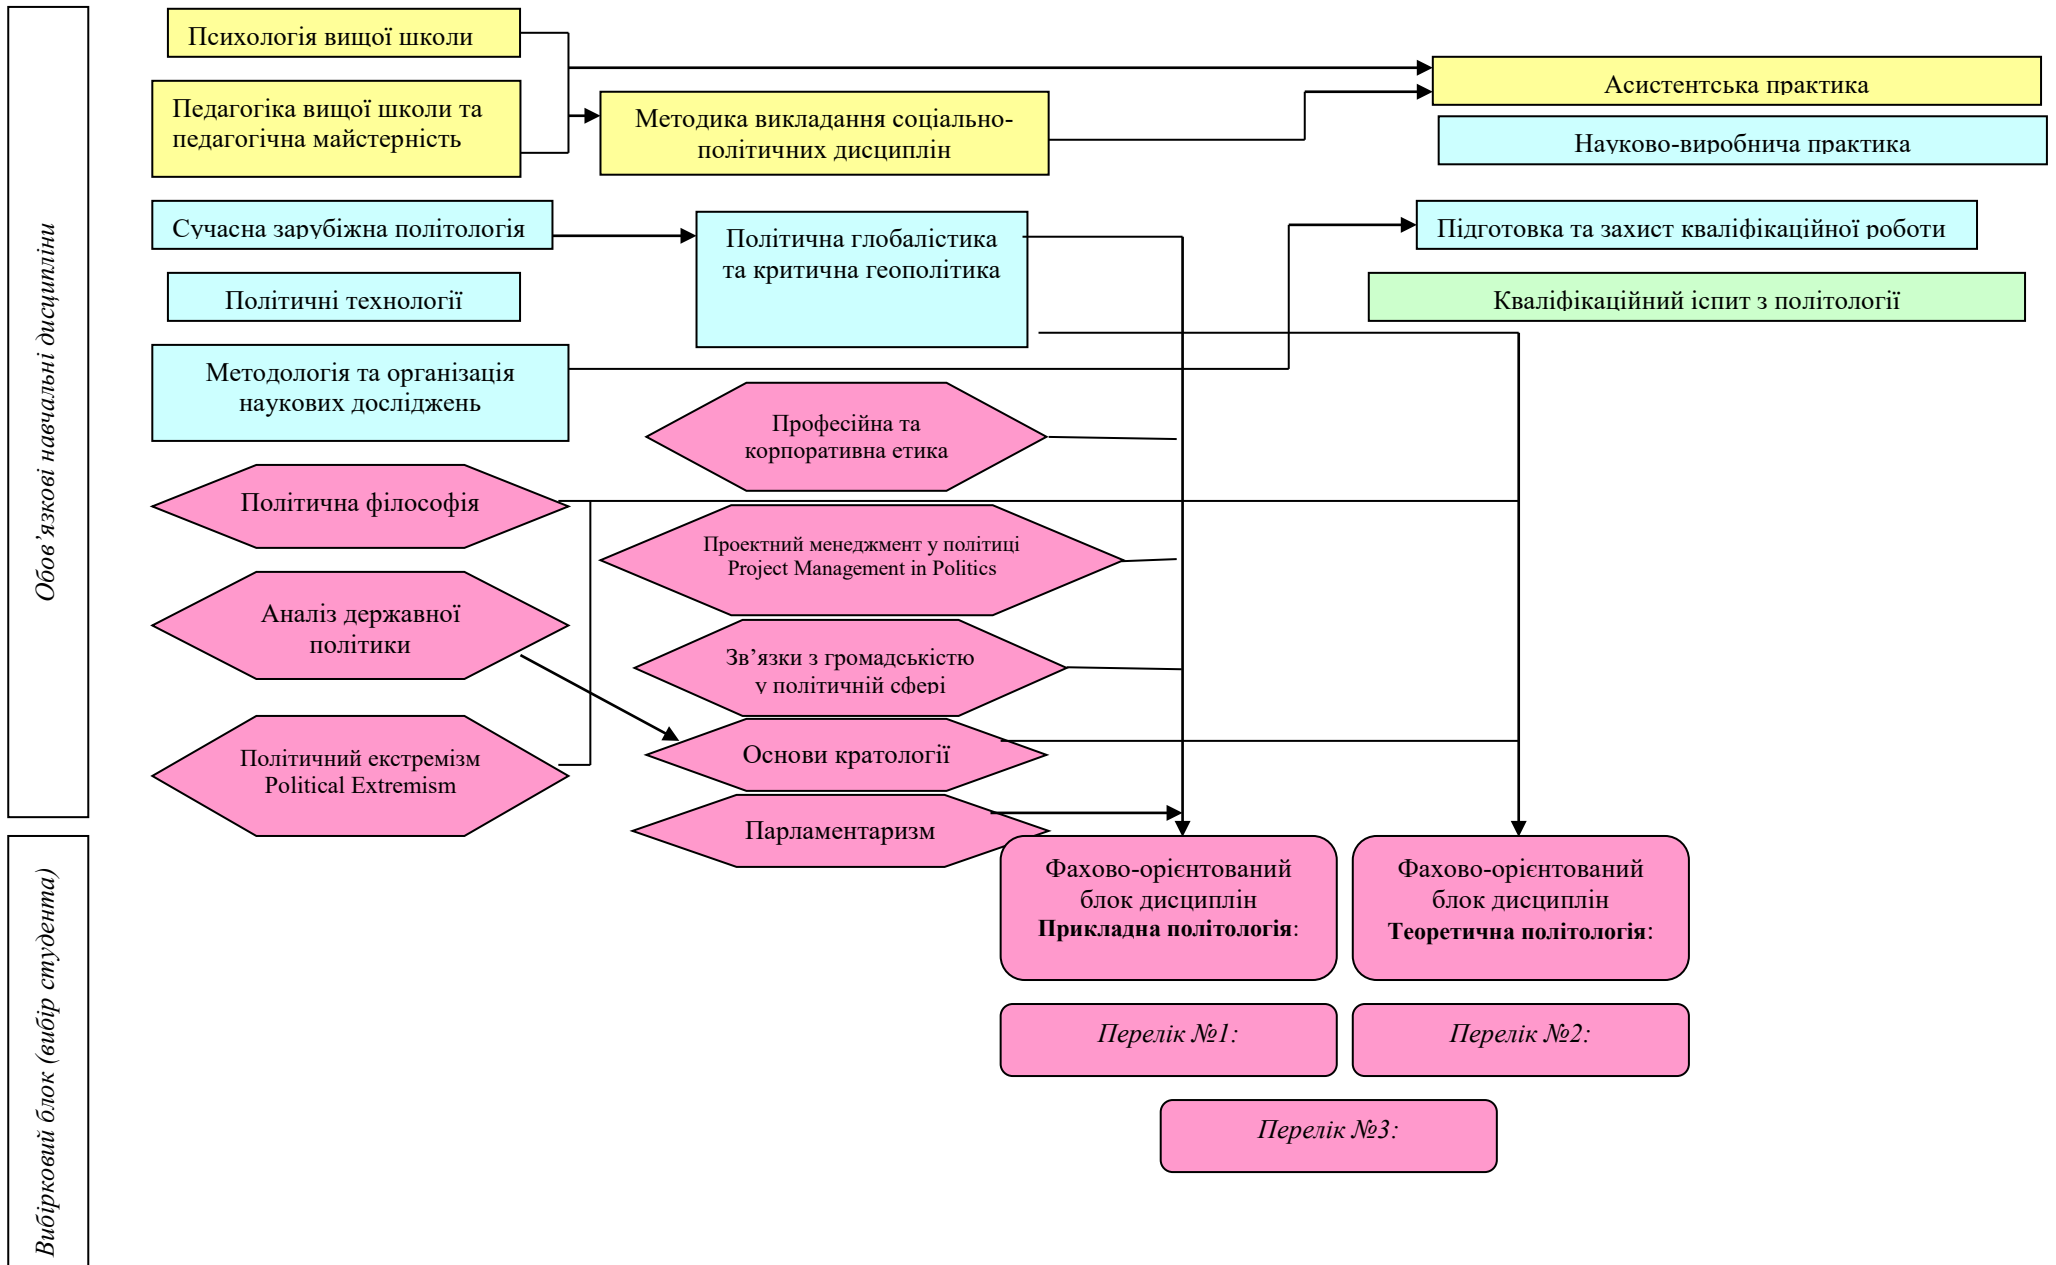 Обов’язкові навчальні дисципліни
Психологія вищої школи
Педагогіка вищої школи та
педагогічна майстерність
Методика викладання соціально-
політичних дисциплін
Асистентська практика
Науково-виробнича практика
Сучасна зарубіжна політологія
Політична глобалістика
та критична геополітика
Підготовка та захист кваліфікаційної роботи
Політичні технології
Кваліфікаційний іспит з політології
Методологія та організація
наукових досліджень
Професійна та
корпоративна етика
Політична філософія
Проектний менеджмент у політиці
Project Management in Politics
Аналіз державної
політики
Зв’язки з громадськістю
у політичній сфері
Основи кратології
Політичний екстремізм
Political Extremism
Парламентаризм
Вибірковий блок (вибір студента)
Фахово-орієнтований
блок дисциплін
Прикладна політологія:
Фахово-орієнтований
блок дисциплін
Теоретична політологія:
Перелік №1:
Перелік №2:
Перелік №3: